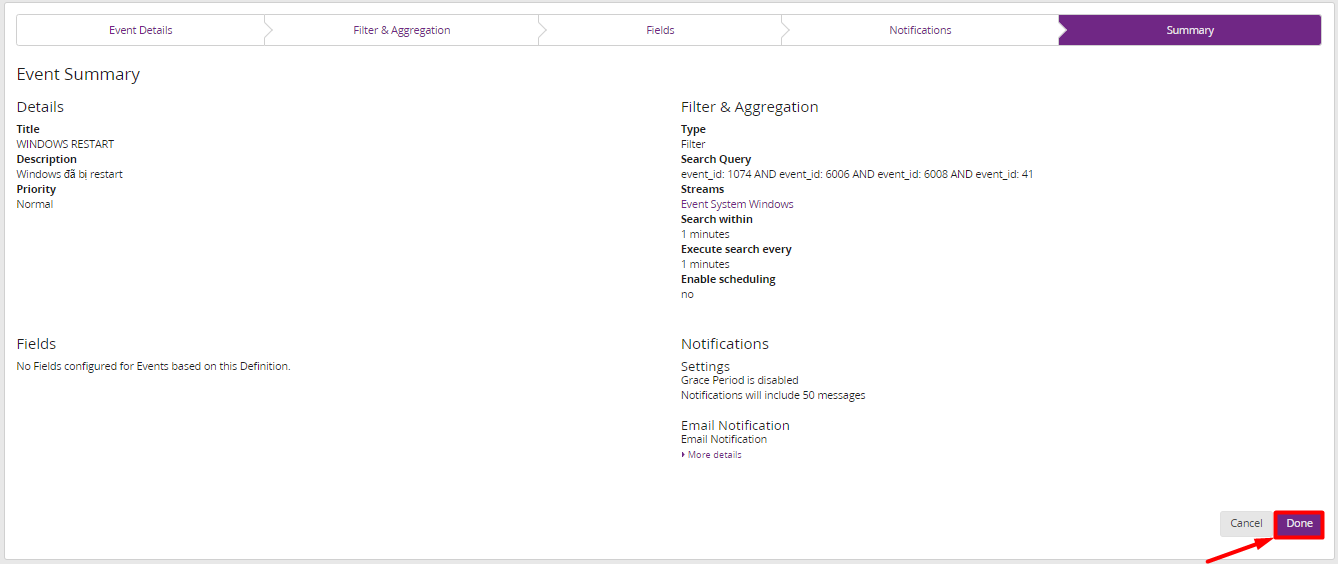 Event Details
Filter & Aggregation
Fields
Notifications
Summary
Event Summary
Details
Title
WINDOWS RESTART
Description
Windows đã bị restart
Priority
Normal
Filter & Aggregation
Type
Filter
Search Query
event_id: 1074 AND event_id: 6006 AND event_id: 6008 AND event_id: 41
Streams
Event System Windows
Search within
1 minutes
Execute search every
1 minutes
Enable scheduling
no
Fields
No Fields configured for Events based on this Definition.
Notifications
Settings
Grace Period is disabled
Notifications will include 50 messages
Email Notification
Email Notification
More details
Cancel
Done